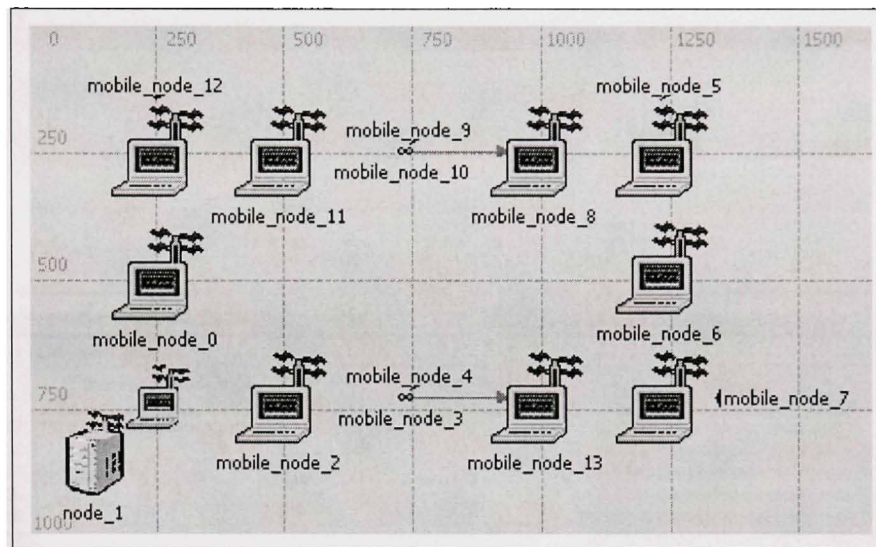 0 250 500 750 1000 1250 1500
mobile_node_12
mobile_node_5
mobile_node_9
250
mobile_node_10
mobile_node_11
mobile_node_8
500
mobile_node_0
mobile_node_6
mobile_node_4
750
mobile_node_7
mobile_node_3
mobile_node_2
mobile_node_13
node_1
1000